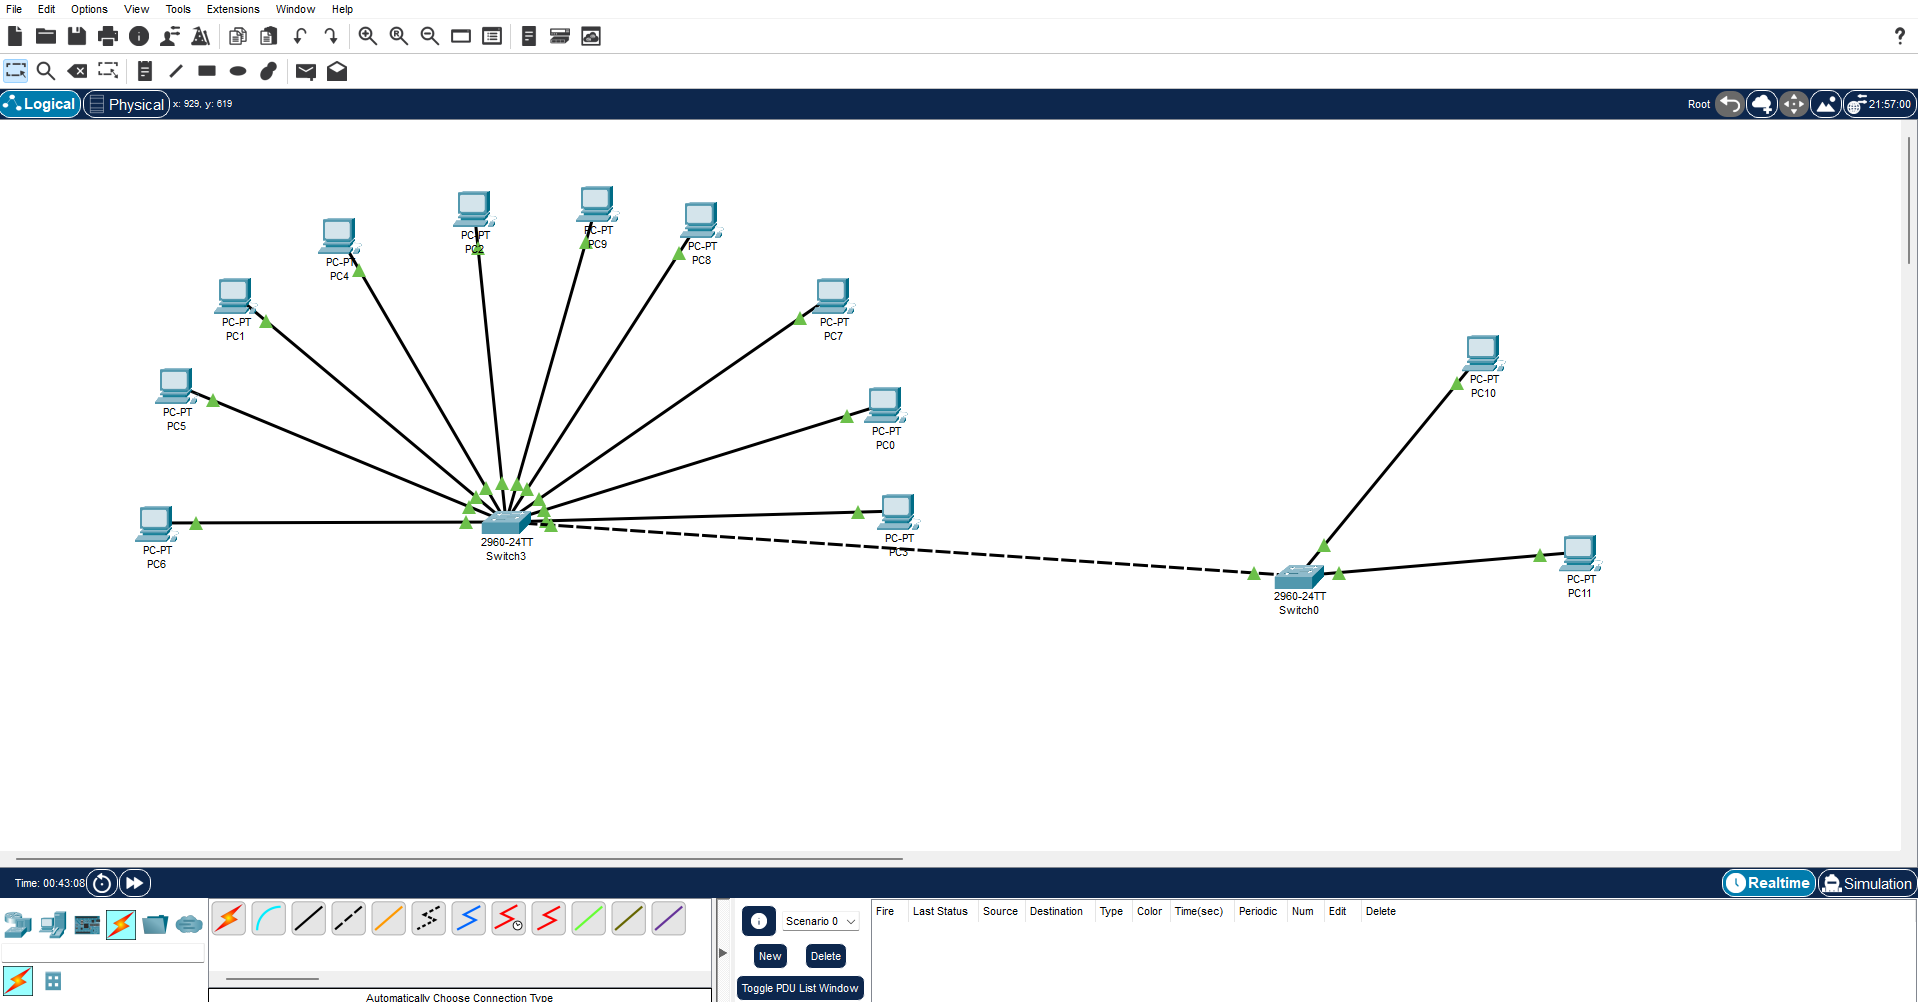 File Edit Options View Tools Extensions Window Help
?
Logical Physical x: 929, y: 619 Root 21:57:00
PC-PT
PC2
PC-PT
PC9
PC-PT
PC8
PC-PT
PC4
PC-PT
PC1
PC-PT
PC7
PC-PT
PC10
PC-PT
PC5
PC-PT
PC0
PC-PT
PC6
2960-24TT
Switch3
PC-PT
PC3
2960-24TT
Switch0
PC-PT
PC11
Time: 00:43:08 Realtime Simulation
Scenario 0
New Delete
Toggle PDU List Window
Fire Last Status Source Destination Type Color Time(sec) Periodic Num Edit Delete
Automatically Choose Connection Type